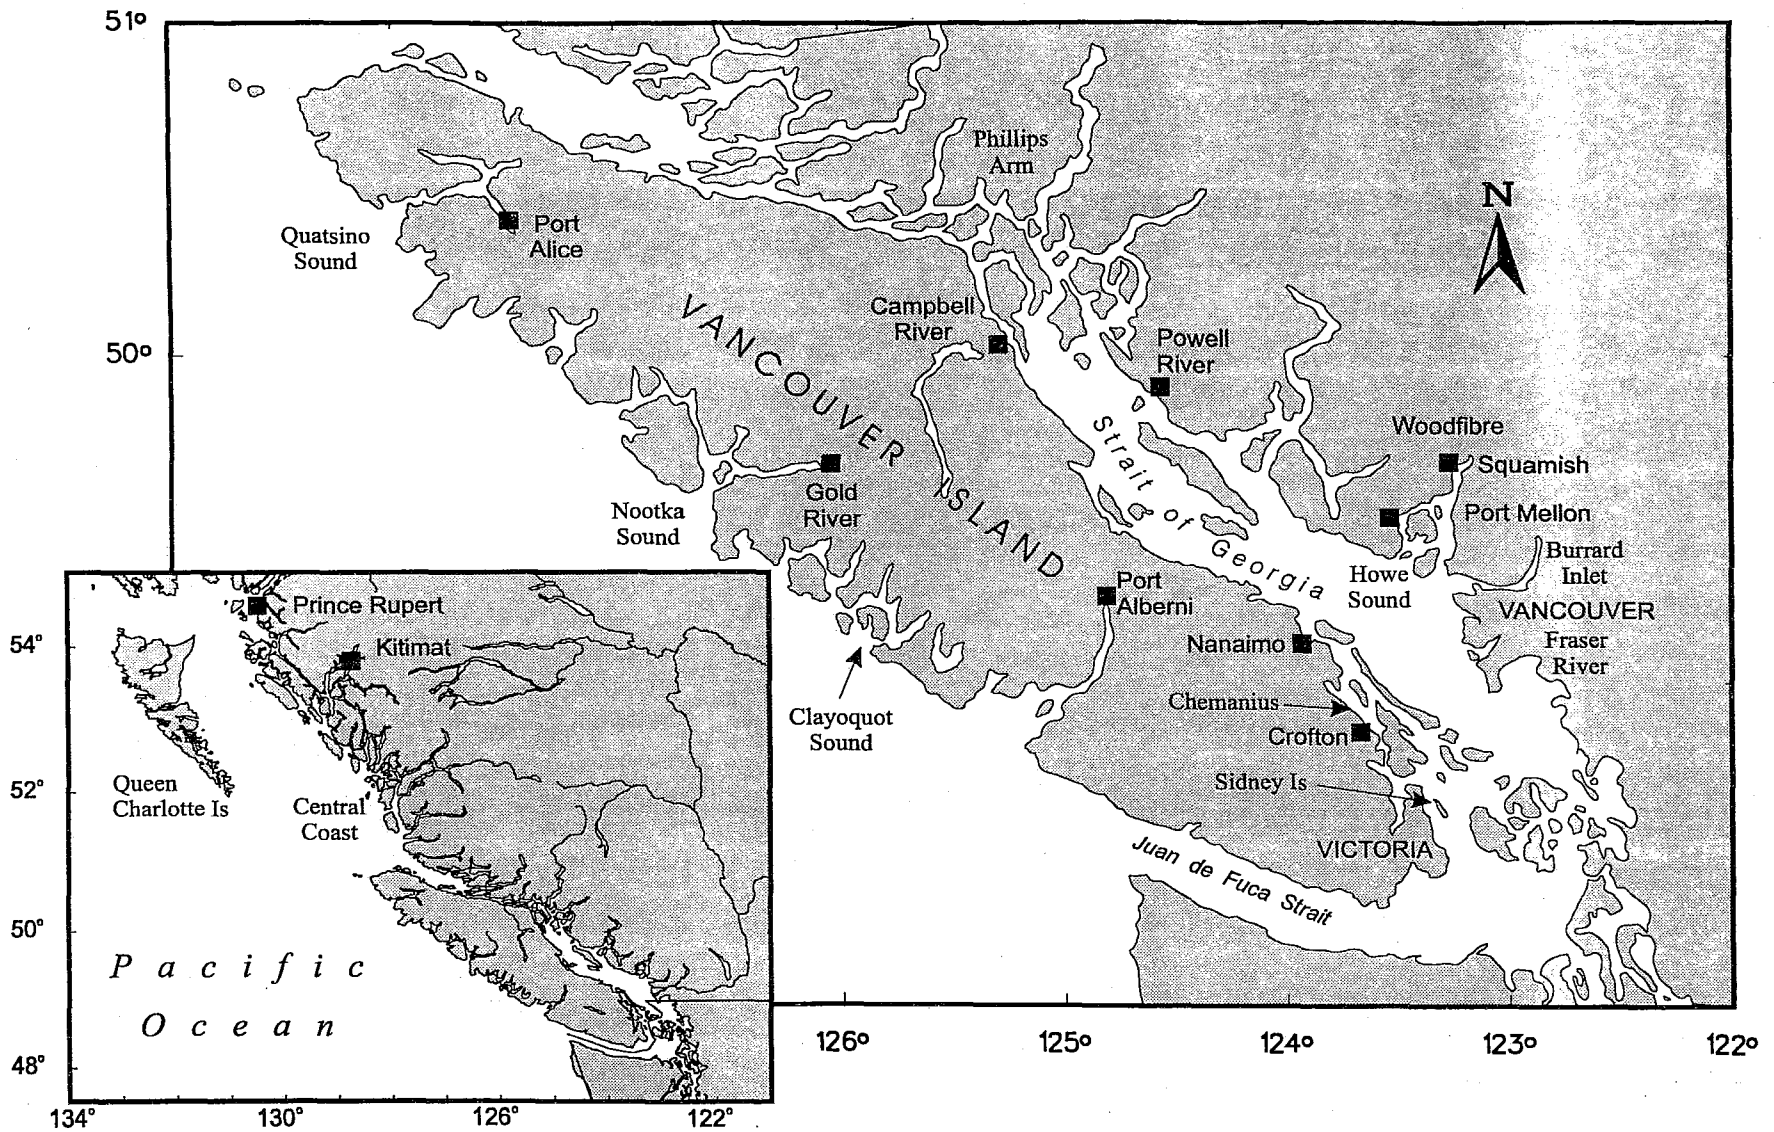 51°
Phillips
Arm
N
Quatsino
Sound
Port
Alice
Campbell
River
50°
Powell
River
VANCOUVER ISLAND
Strait of Georgia
Woodfibre
Squamish
Gold
River
Nootka
Sound
Port Mellon
Burrard
Inlet
Howe
Sound
Port
Alberni
VANCOUVER
Fraser
River
Nanaimo
Clayoquot
Sound
Chemanius
Crofton
Sidney Is
VICTORIA
Juan de Fuca Strait
Prince Rupert
54°
Kitimat
Queen
Charlotte Is
52°
Central
Coast
50°
Pacific
Ocean
48°
134° 130° 126° 122°
126° 125° 124° 123° 122°